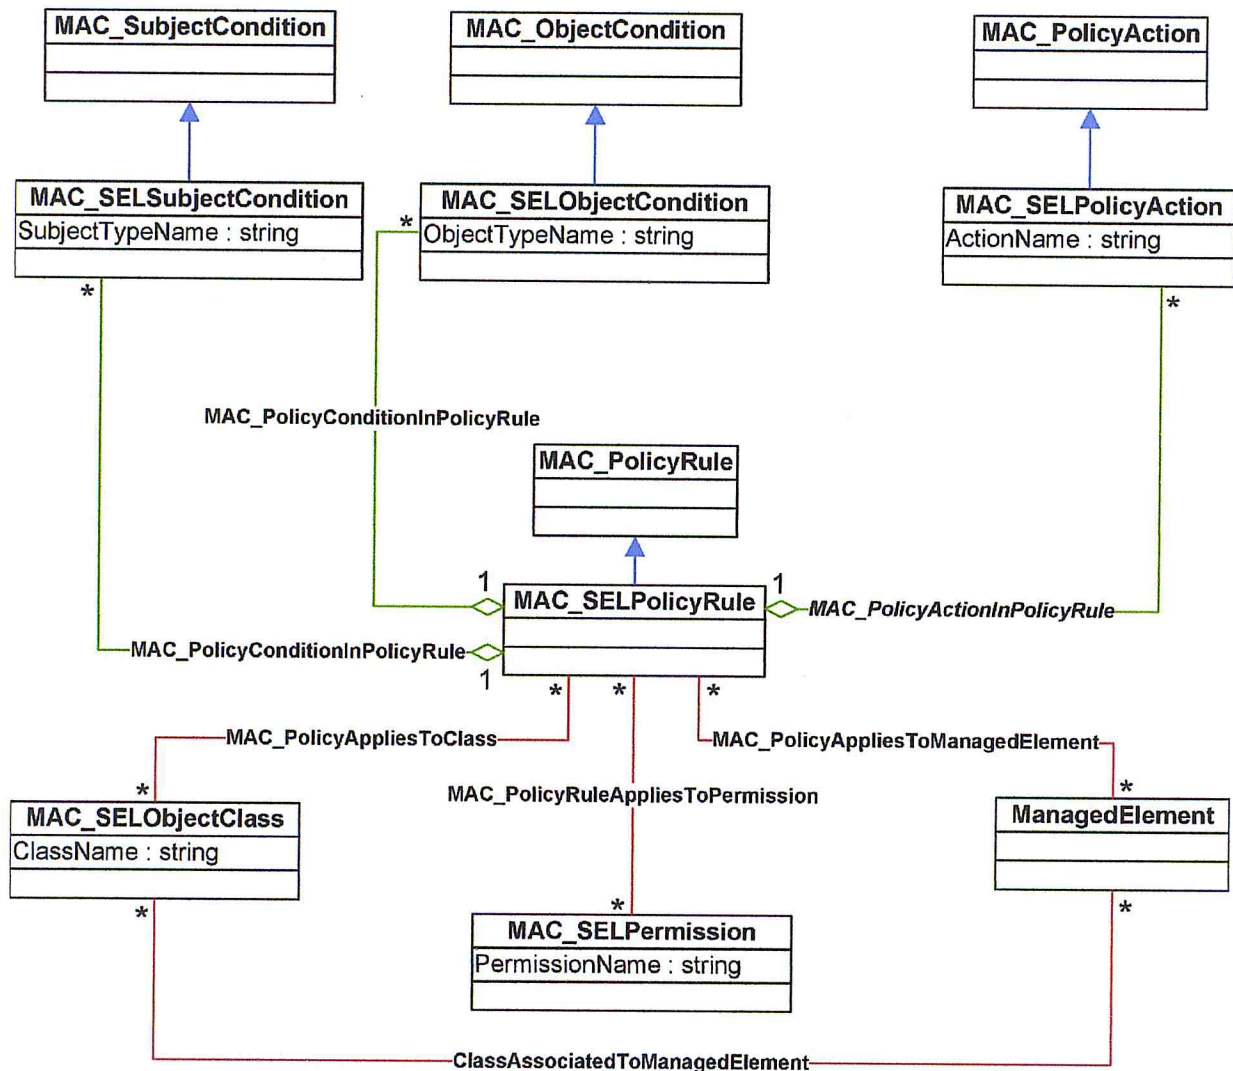 MAC_SubjectCondition
MAC_ObjectCondition
MAC_PolicyAction
MAC_SELSubjectCondition
SubjectTypeName : string
*
MAC_SELObjectCondition
* ObjectTypeName : string
MAC_SELPolicyAction
ActionName : string
*
MAC_PolicyConditionInPolicyRule
MAC_PolicyRule
1
MAC_SELPolicyRule
1
MAC_PolicyActionInPolicyRule
MAC_PolicyConditionInPolicyRule
1
* * *
MAC_PolicyAppliesToClass
MAC_PolicyAppliesToManagedElement
MAC_PolicyRuleAppliesToPermission
*
*
MAC_SELObjectClass
ClassName : string
*
ManagedElement
*
*
MAC_SELPermission
PermissionName : string
ClassAssociatedToManagedElement